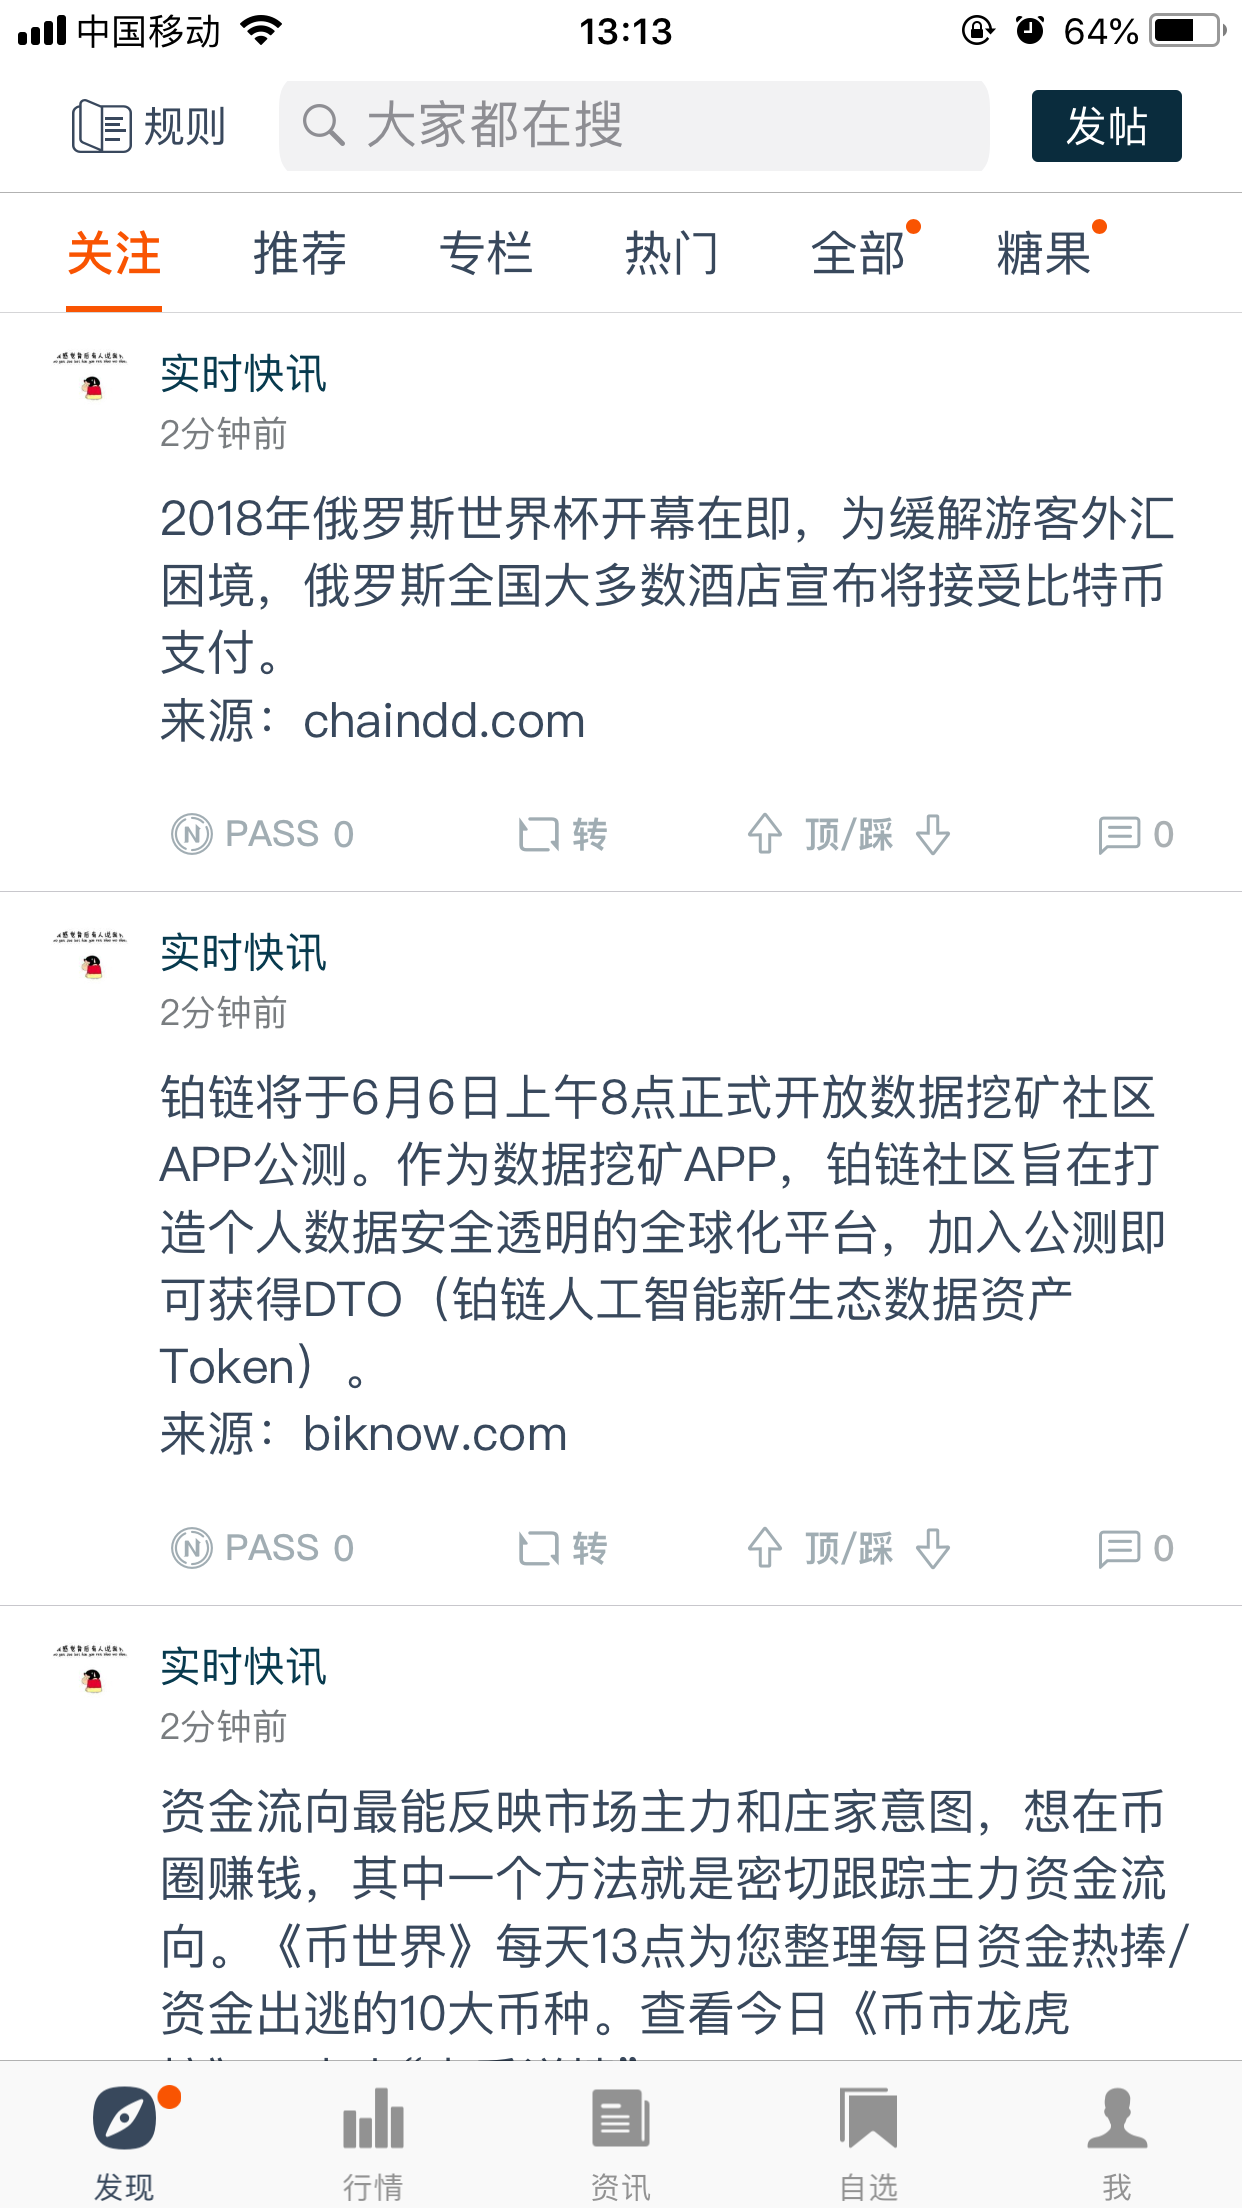 中国移动 13:13 64%
规则 大家都在搜 发帖
关注 推荐 专栏 热门 全部 糖果
实时快讯
2分钟前
2018年俄罗斯世界杯开幕在即，为缓解游客外汇
困境，俄罗斯全国大多数酒店宣布将接受比特币
支付。
来源：chaindd.com
PASS 0 转 顶/踩 0
实时快讯
2分钟前
铂链将于6月6日上午8点正式开放数据挖矿社区
APP公测。作为数据挖矿APP，铂链社区旨在打
造个人数据安全透明的全球化平台，加入公测即
可获得DTO（铂链人工智能新生态数据资产
Token）。
来源：biknow.com
PASS 0 转 顶/踩 0
实时快讯
2分钟前
资金流向最能反映市场主力和庄家意图，想在币
圈赚钱，其中一个方法就是密切跟踪主力资金流
向。《币世界》每天13点为您整理每日资金热捧/
资金出逃的10大币种。查看今日《币市龙虎
发现 行情 资讯 自选 我